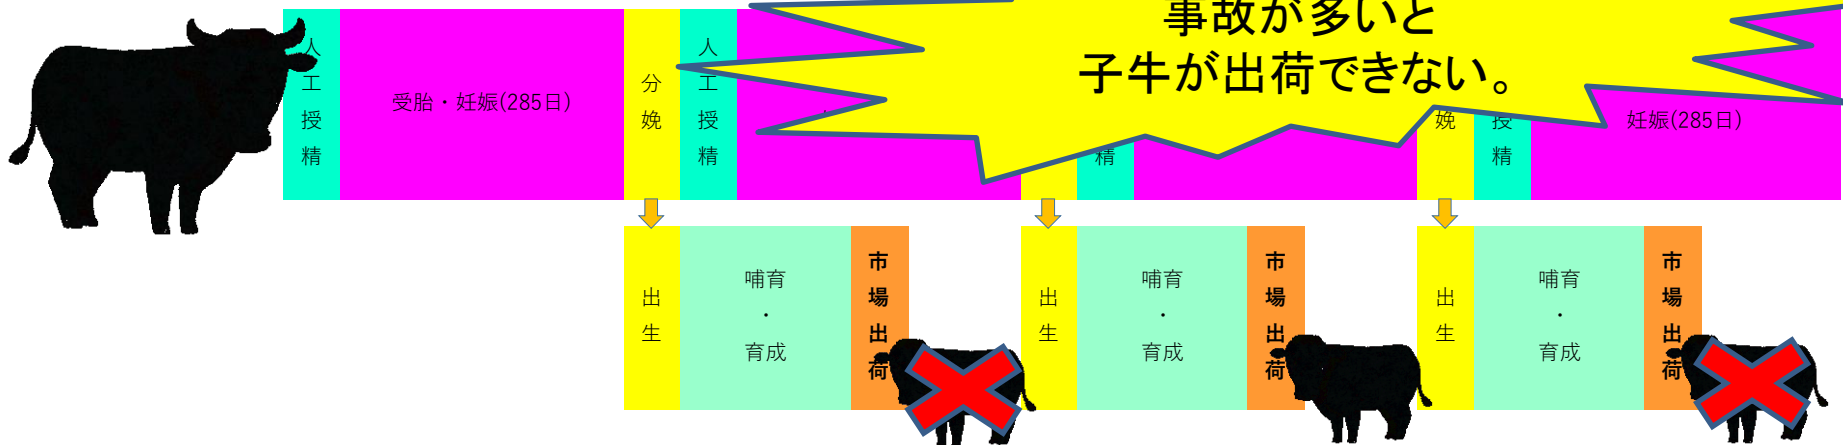 事故が多いと
子牛が出荷できない。
人工授精
受胎・妊娠(285日)
分娩
人工授精
精
娩
授精
妊娠(285日)
出生
哺育
・
育成
市場出荷
出生
哺育
・
育成
市場出荷
出生
哺育
・
育成
市場出荷